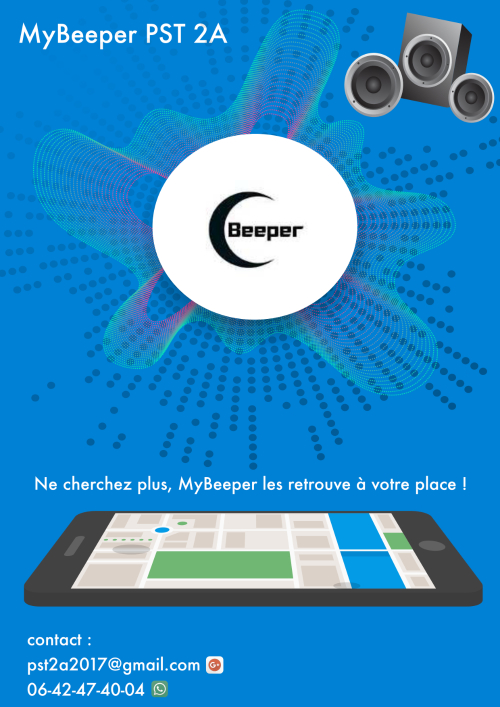 MyBeeper PST 2A
Beeper
Ne cherchez plus, MyBeeper les retrouve à votre place !
contact :
pst2a2017@gmail.com
06-42-47-40-04